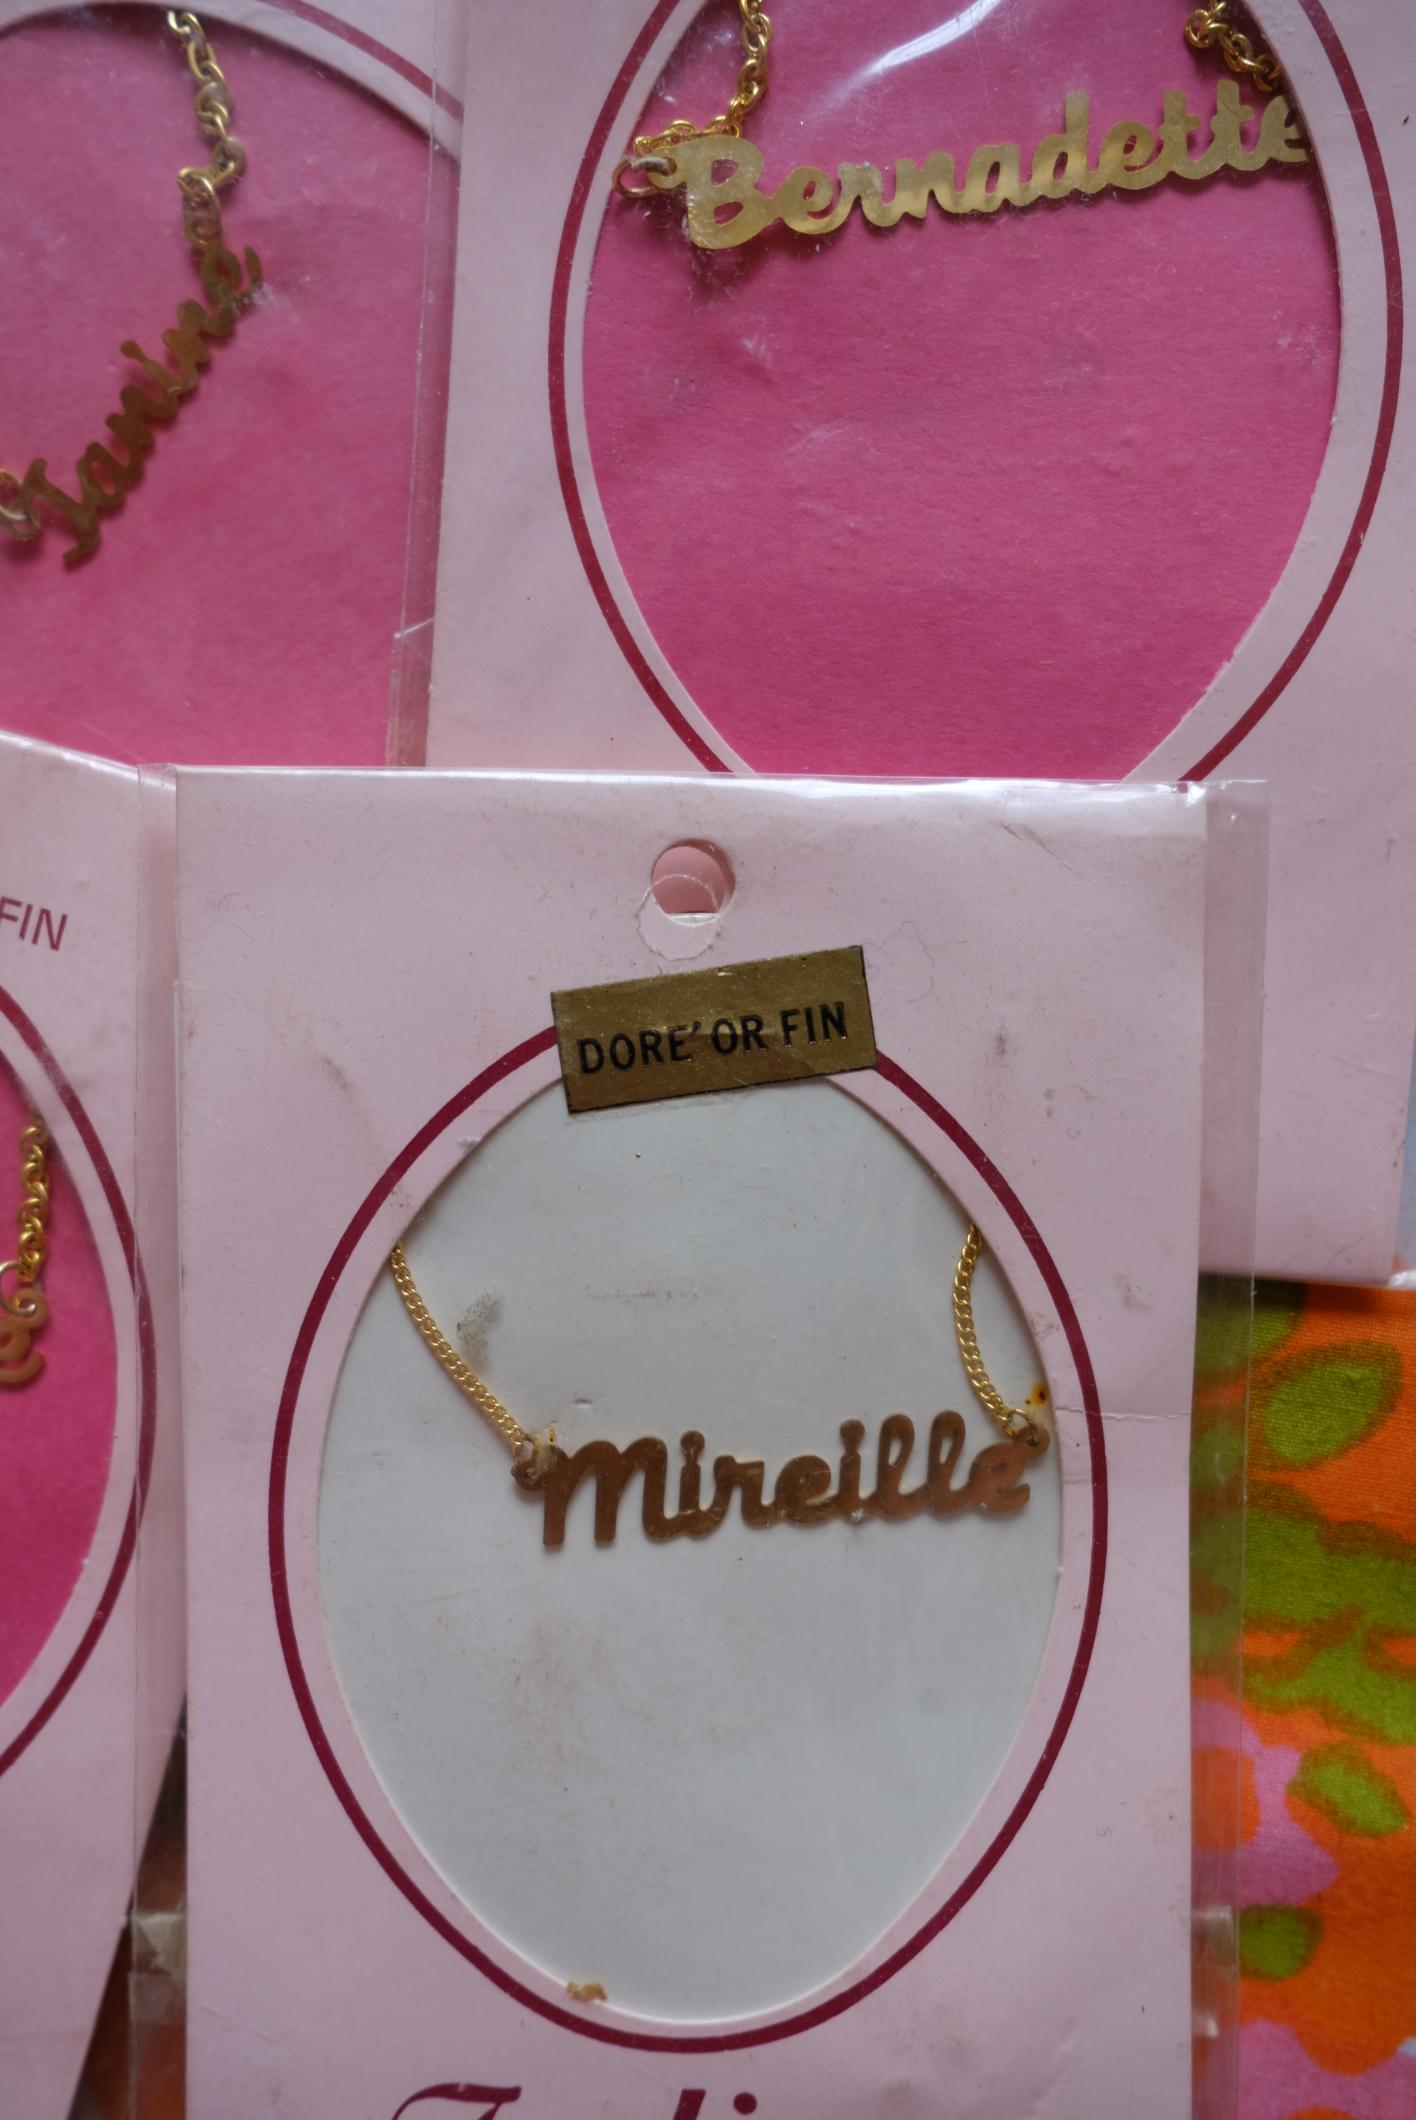 Janine
Bernadette
FIN
DORE' OR FIN
Mireille